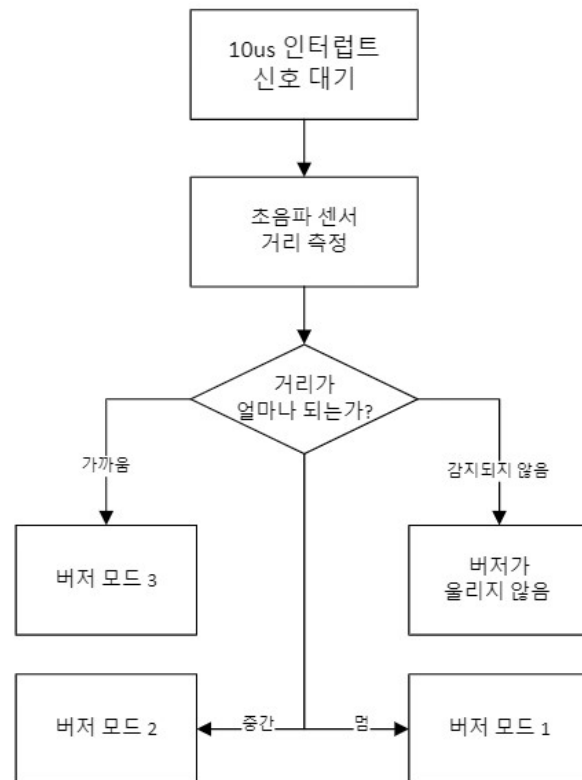 10us 인터럽트
신호 대기
초음파 센서
거리 측정
거리가
얼마나 되는가?
가까움
감지되지 않음
버저 모드 3
버저가
울리지 않음
버저 모드 2
중간
멈
버저 모드 1